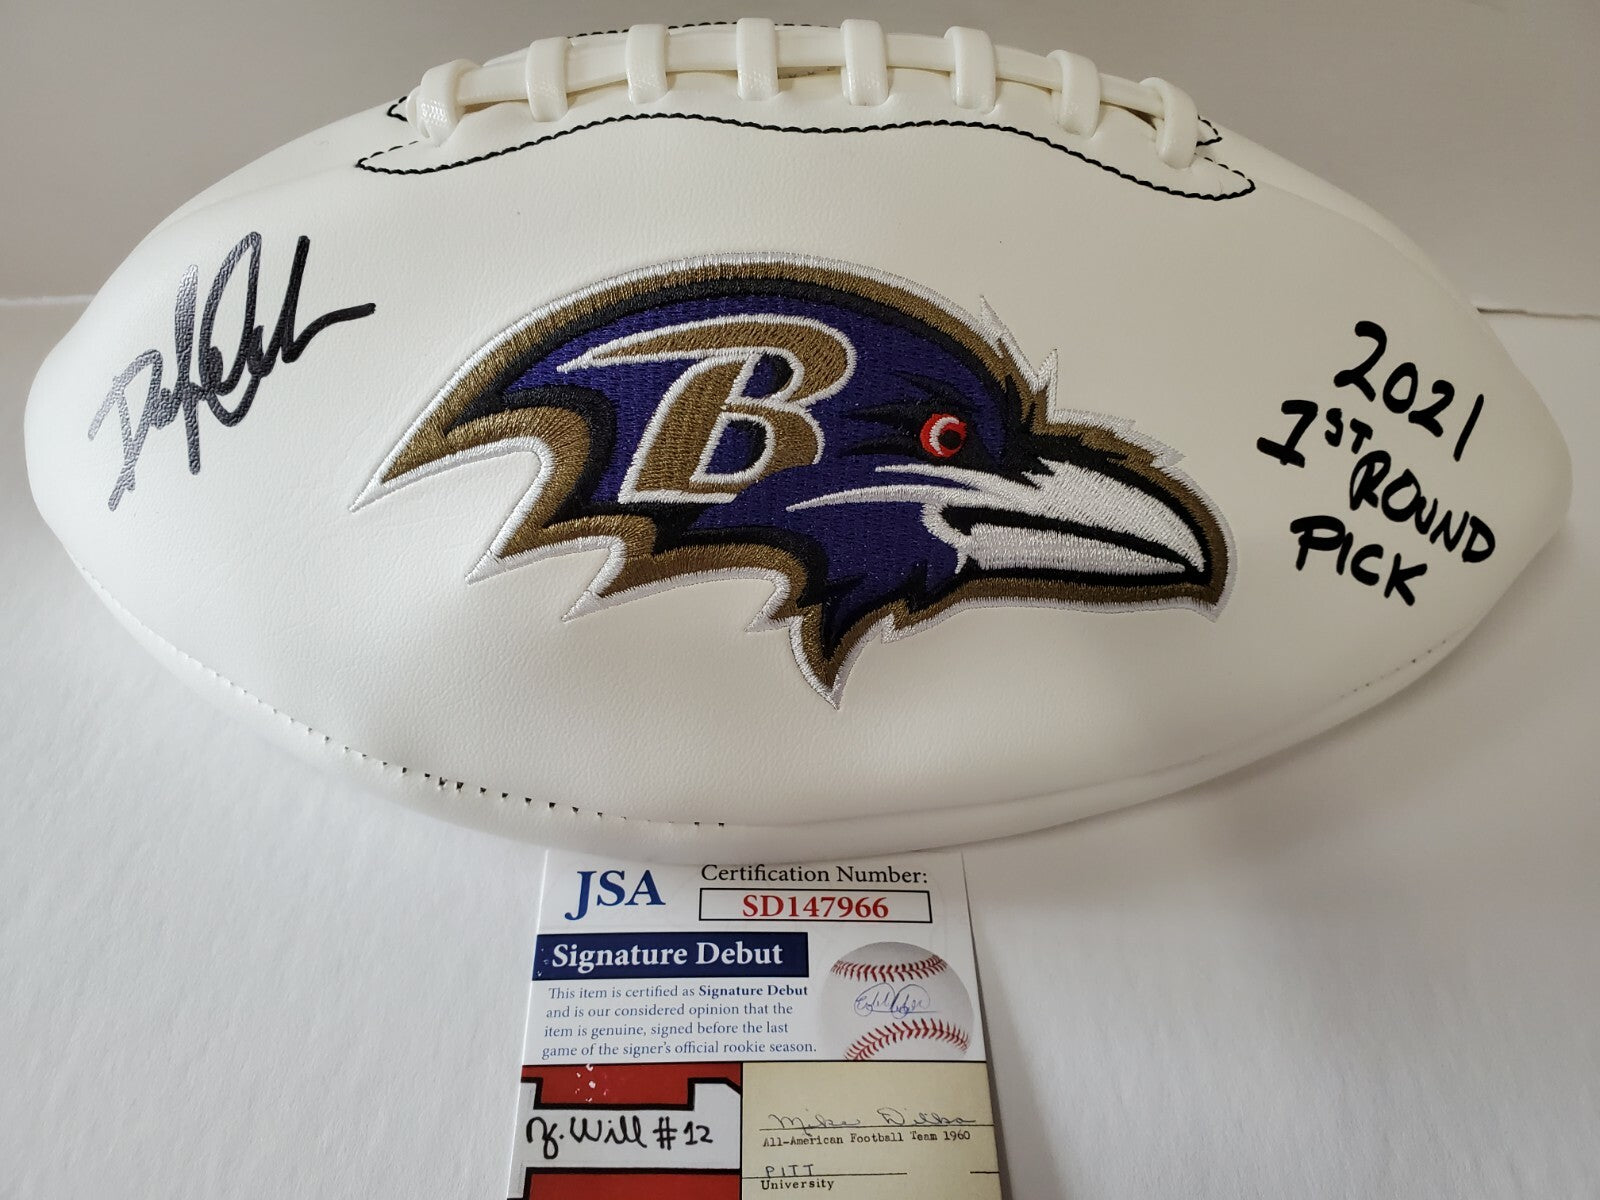 B
2021
1ST ROUND
PICK
JSA
Certification Number:
SD147966
Signature Debut
This item is certified as Signature Debut
and is our considered opinion that the
item is genuine, signed before the last
game of the signer's official rookie season.
Will #12
Mike Ditka
All-American Football Team 1960
PITT
University